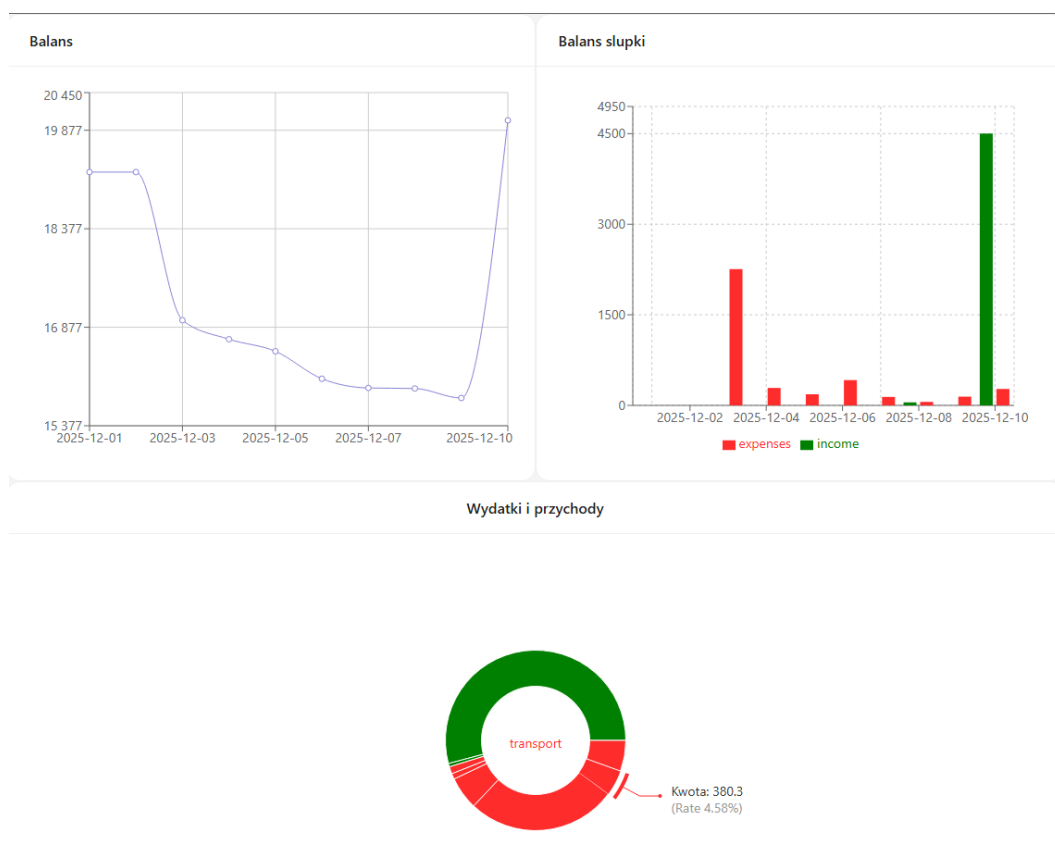 Balans
20 450
19 877
18 377
16 877
15 377
2025-12-01 2025-12-03 2025-12-05 2025-12-07 2025-12-10
Balans slupki
4950
4500
3000
1500
0
2025-12-02 2025-12-04 2025-12-06 2025-12-08 2025-12-10
expenses income
Wydatki i przychody
transport
Kwota: 380.3
(Rate 4.58%)